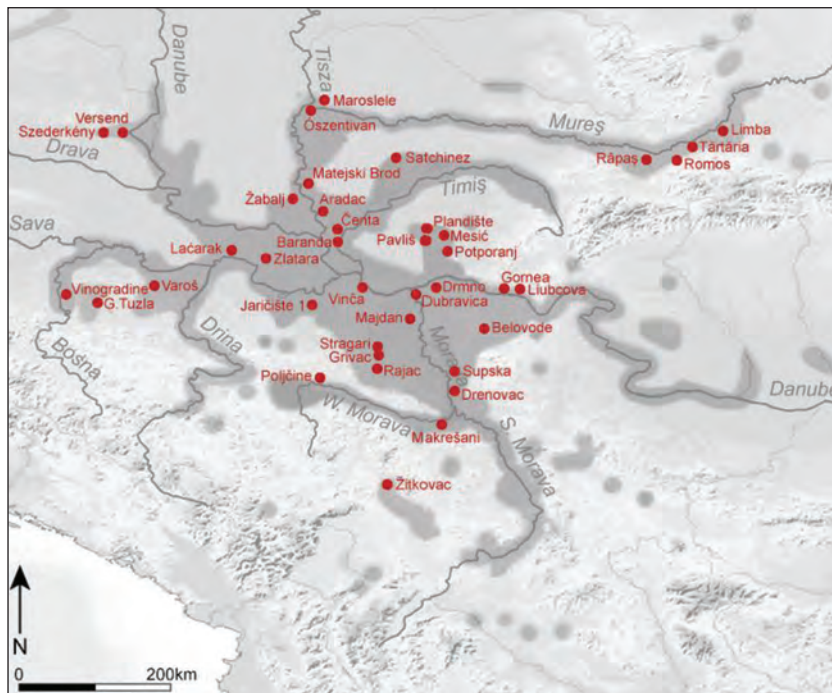 Danube
Tisza
Maroslele
Mureş
Versend
Szederkény
Őszentivan
Limba
Tărtăria
Drava
Satchinez
Râpaş
Romos
Matejski Brod
Timiş
Žabalj
Aradac
Plandište
Sava
Čenta
Mesić
Baranda
Pavliš
Laćarak
Potporanj
Zlatara
Gornea
Vinogradine
Varoš
Drmno
Liubcova
G.Tuzla
Jaričište 1
Vinča
Dubravica
Majdan
Belovode
Drina
Bosna
Stragari
Morava
Grivac
Rajac
Supska
Poljčine
Danube
Drenovac
W. Morava
Makrešani
S. Morava
Žitkovac
N
0
200km